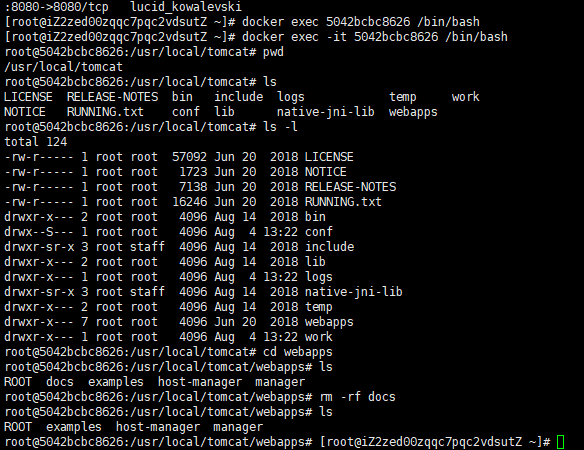 :8080->8080/tcp   lucid_kowalevski
[root@iZ2zed00zqqc7pqc2vdsutZ ~]# docker exec 5042bcbc8626 /bin/bash
[root@iZ2zed00zqqc7pqc2vdsutZ ~]# docker exec -it 5042bcbc8626 /bin/bash
root@5042bcbc8626:/usr/local/tomcat# pwd
/usr/local/tomcat
root@5042bcbc8626:/usr/local/tomcat# ls
LICENSE  RELEASE-NOTES  bin   include  logs            temp     work
NOTICE   RUNNING.txt    conf  lib      native-jni-lib  webapps
root@5042bcbc8626:/usr/local/tomcat# ls -l
total 124
-rw-r----- 1 root root  57092 Jun 20  2018 LICENSE
-rw-r----- 1 root root   1723 Jun 20  2018 NOTICE
-rw-r----- 1 root root   7138 Jun 20  2018 RELEASE-NOTES
-rw-r----- 1 root root  16246 Jun 20  2018 RUNNING.txt
drwxr-x--- 2 root root   4096 Aug 14  2018 bin
drwx--S--- 1 root root   4096 Aug  4 13:22 conf
drwxr-sr-x 3 root staff  4096 Aug 14  2018 include
drwxr-x--- 2 root root   4096 Aug 14  2018 lib
drwxr-x--- 1 root root   4096 Aug  4 13:22 logs
drwxr-sr-x 3 root staff  4096 Aug 14  2018 native-jni-lib
drwxr-x--- 2 root root   4096 Aug 14  2018 temp
drwxr-x--- 7 root root   4096 Jun 20  2018 webapps
drwxr-x--- 1 root root   4096 Aug  4 13:22 work
root@5042bcbc8626:/usr/local/tomcat# cd webapps
root@5042bcbc8626:/usr/local/tomcat/webapps# ls
ROOT  docs  examples  host-manager  manager
root@5042bcbc8626:/usr/local/tomcat/webapps# rm -rf docs
root@5042bcbc8626:/usr/local/tomcat/webapps# ls
ROOT  examples  host-manager  manager
root@5042bcbc8626:/usr/local/tomcat/webapps# [root@iZ2zed00zqqc7pqc2vdsutZ ~]#